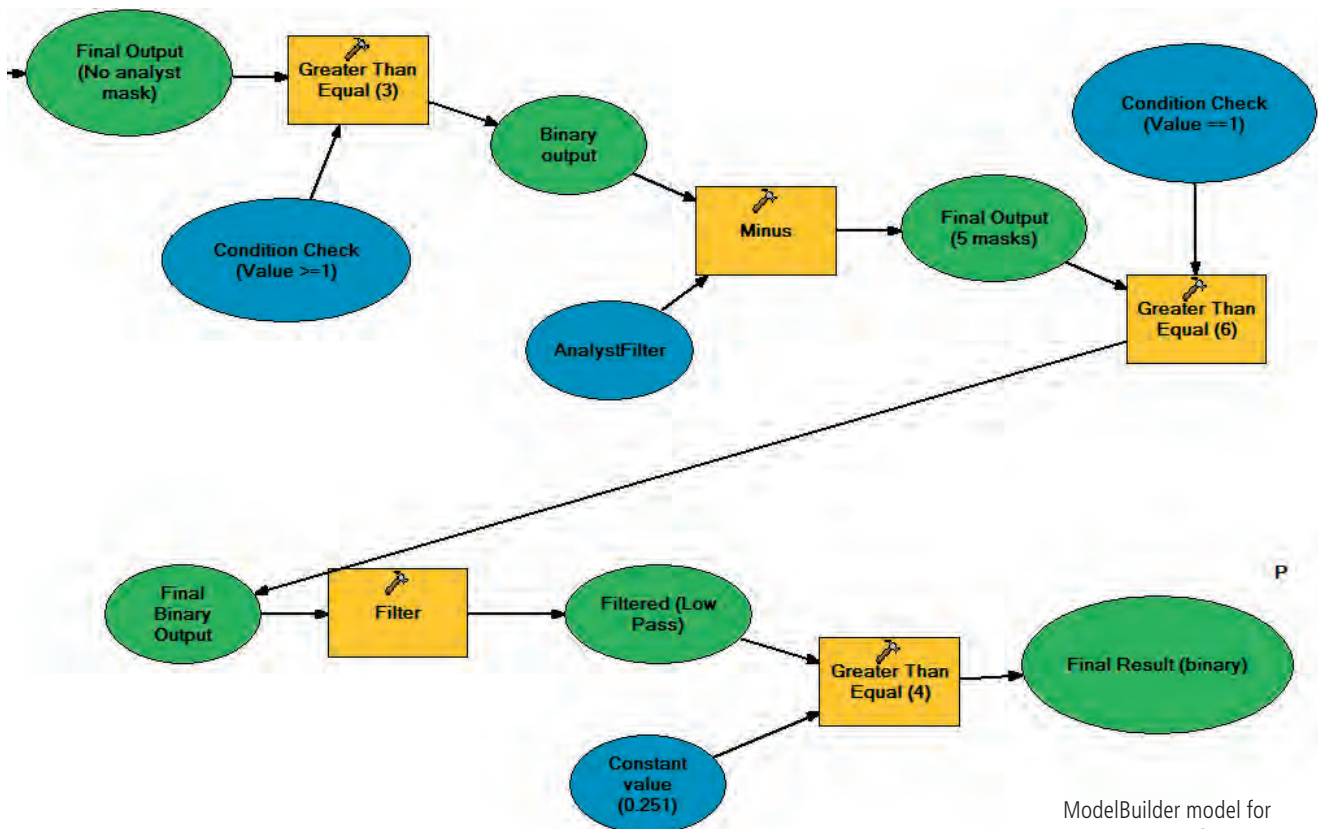 Final Output
(No analyst
mask)
Greater Than
Equal (3)
Condition Check
(Value >=1)
Binary
output
Minus
AnalystFilter
Final Output
(5 masks)
Condition Check
(Value ==1)
Greater Than
Equal (6)
Final
Binary
Output
Filter
Filtered (Low
Pass)
Constant
value
(0.251)
Greater Than
Equal (4)
Final Result (binary)
P
ModelBuilder model for